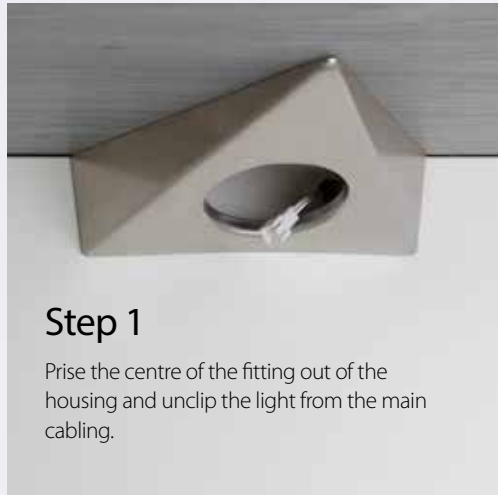 Step 1
Prise the centre of the fitting out of the
housing and unclip the light from the main
cabling.